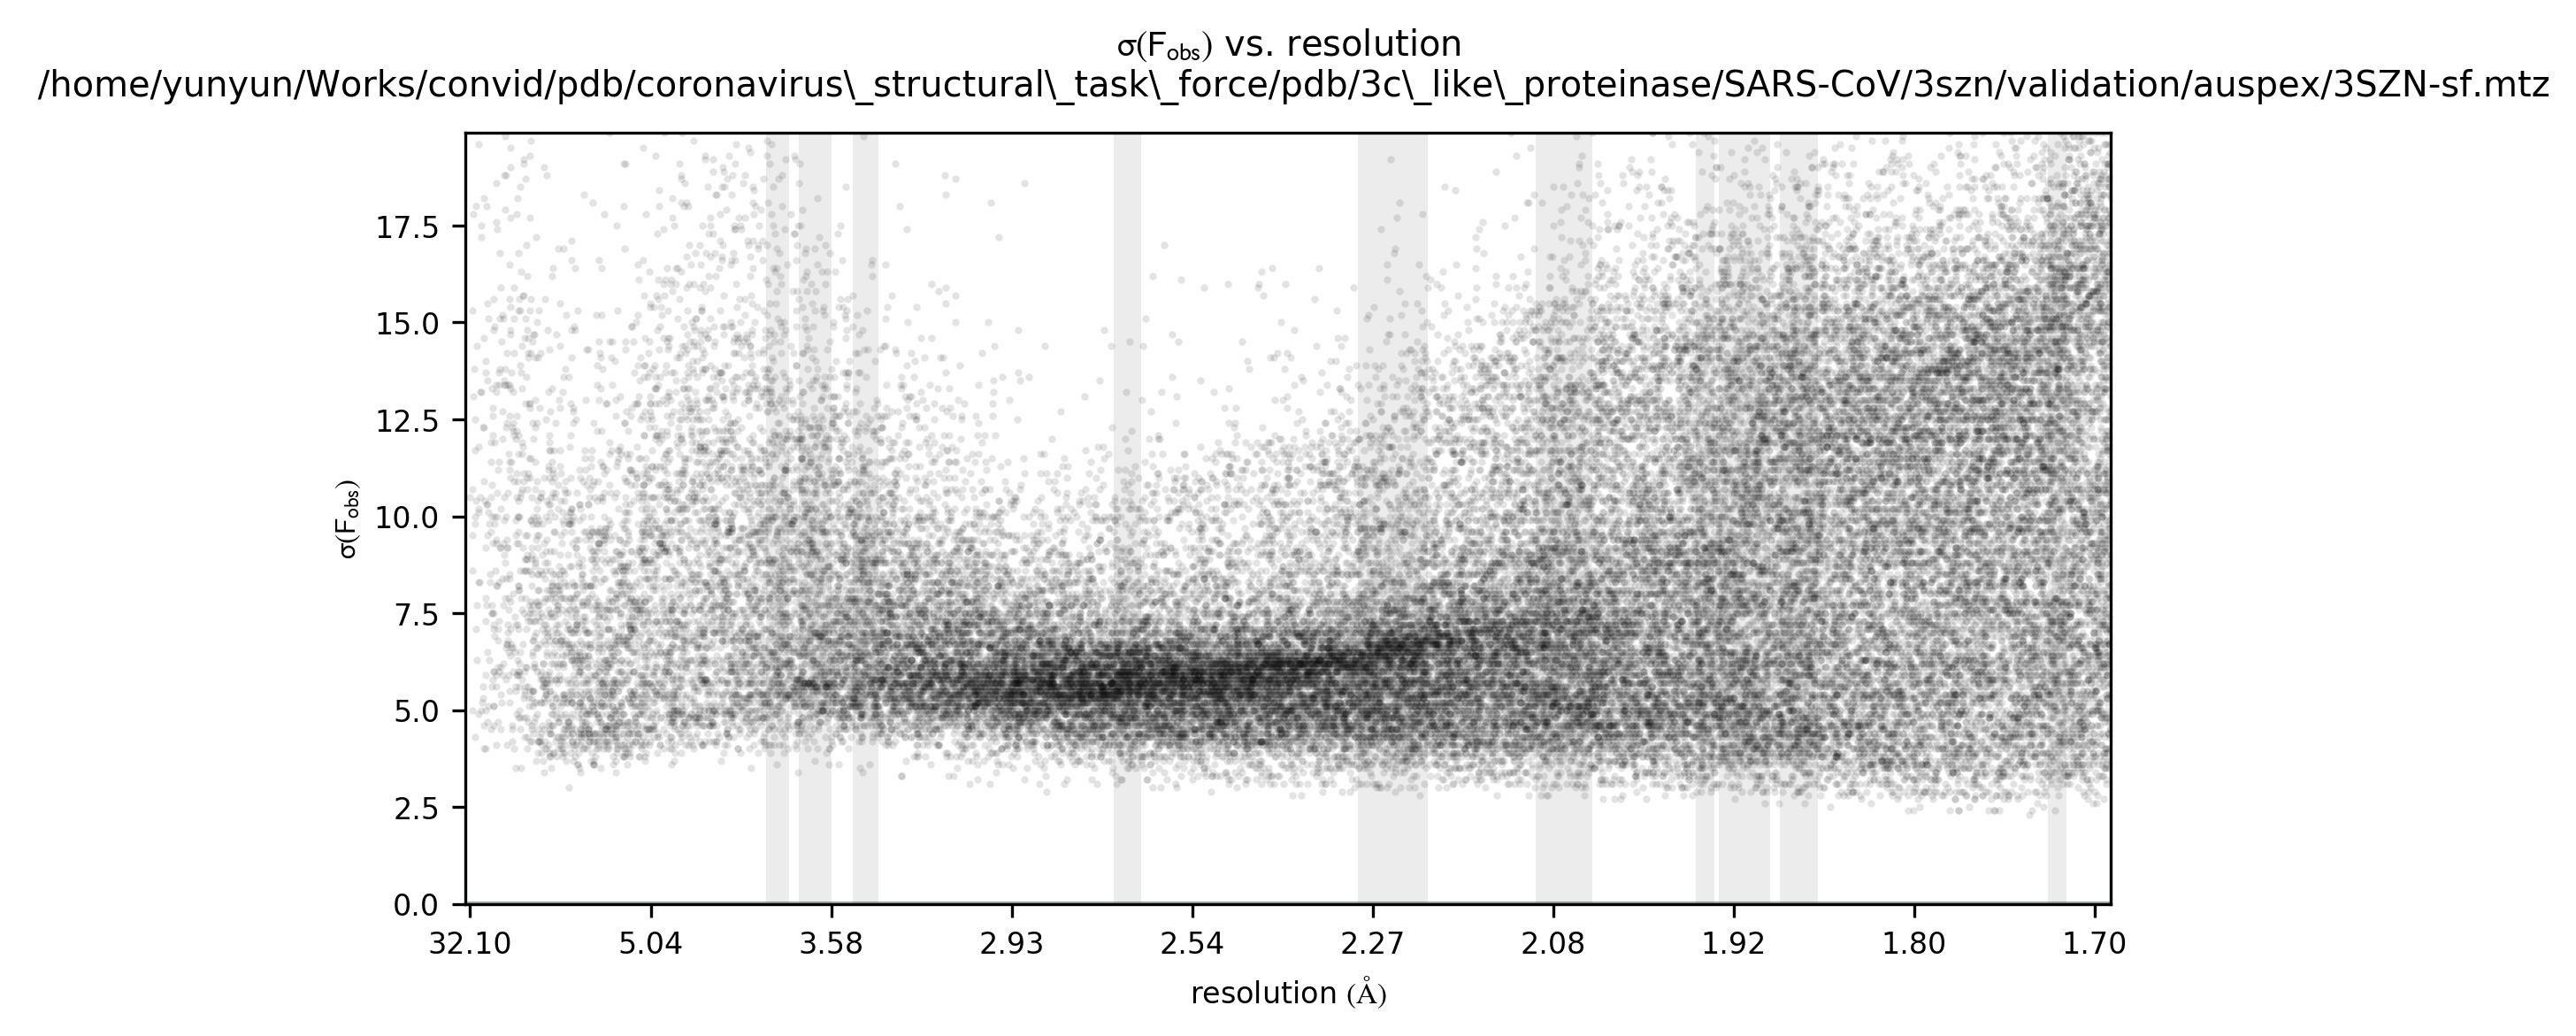 σ(F_obs) vs. resolution
/home/yunyun/Works/convid/pdb/coronavirus\_structural\_task\_force/pdb/3c\_like\_proteinase/SARS-CoV/3szn/validation/auspex/3SZN-sf.mtz
σ(F_obs)
17.5
15.0
12.5
10.0
7.5
5.0
2.5
0.0
32.10 5.04 3.58 2.93 2.54 2.27 2.08 1.92 1.80 1.70
resolution (Å)